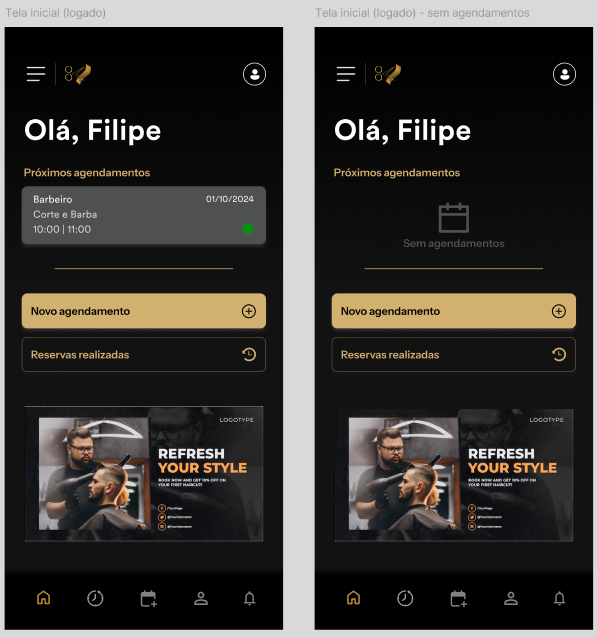 Tela inicial (logado)
Olá, Filipe
Próximos agendamentos
Barbeiro
01/10/2024
Corte e Barba
10:00 | 11:00
Novo agendamento
Reservas realizadas
LOGOTYPE
REFRESH
YOUR STYLE
BOOK NOW AND GET 10% OFF ON
YOUR FIRST HAIRCUT!
/YourPage
@YourUsername
@YourUsername
Tela inicial (logado) - sem agendamentos
Olá, Filipe
Próximos agendamentos
Sem agendamentos
Novo agendamento
Reservas realizadas
LOGOTYPE
REFRESH
YOUR STYLE
BOOK NOW AND GET 10% OFF ON
YOUR FIRST HAIRCUT!
/YourPage
@YourUsername
@YourUsername